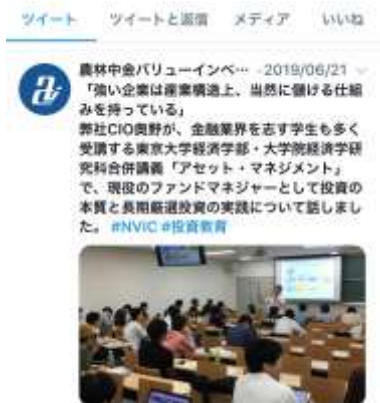 ツイート ツイートと返信 メディア いいね
農林中金バリューインベ… ・2019/06/21
「強い企業は産業構造上、当然に儲ける仕組
みを持っている」
弊社CIO奥野が、金融業界を志す学生も多く
受講する東京大学経済学部・大学院経済学研
究科合併講義「アセット・マネジメント」
で、現役のファンドマネジャーとして投資の
本質と長期厳選投資の実践について話しまし
た。 #NVIC #投資教育